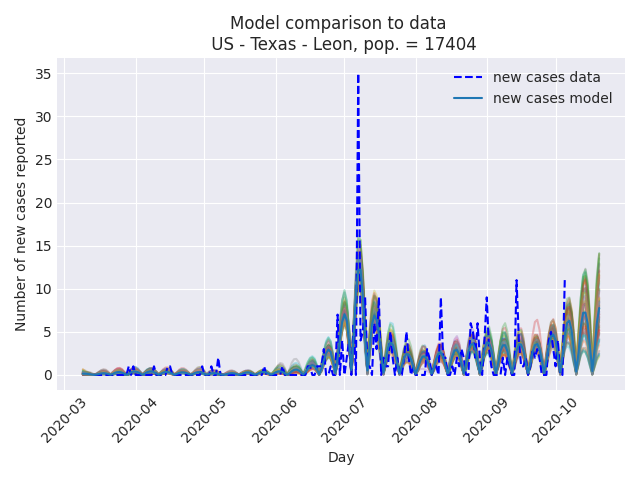 Model comparison to data
US - Texas - Leon, pop. = 17404
new cases data
new cases model
Number of new cases reported
35
30
25
20
15
10
5
0
2020-03
2020-04
2020-05
2020-06
2020-07
2020-08
2020-09
2020-10
Day